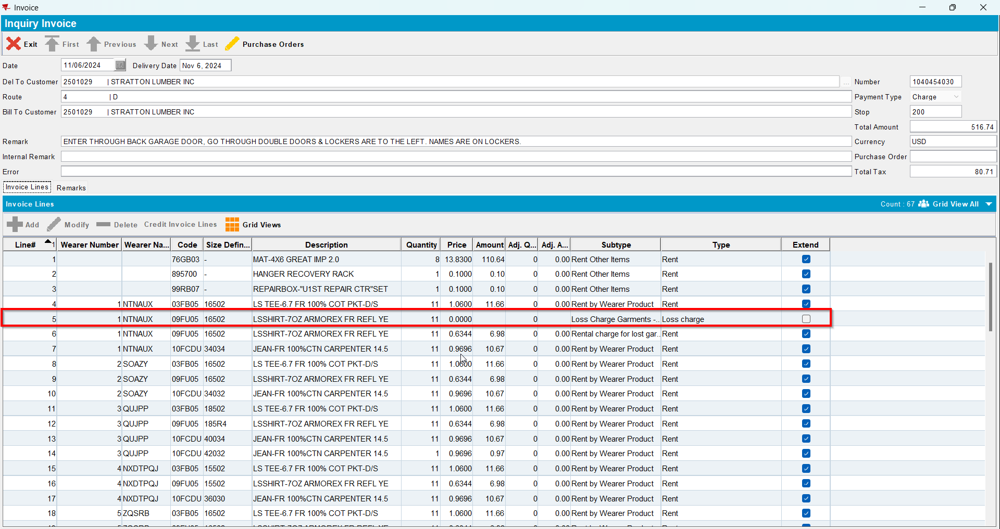 Invoice
Inquiry Invoice
Exit First Previous Next Last Purchase Orders
Date 11/06/2024 Delivery Date Nov 6, 2024
Del To Customer 2501029 | STRATTON LUMBER INC ... Number 1040454030
Route 4 | D Payment Type Charge
Bill To Customer 2501029 | STRATTON LUMBER INC Stop 200
Total Amount 516.74
Remark ENTER THROUGH BACK GARAGE DOOR, GO THROUGH DOUBLE DOORS & LOCKERS ARE TO THE LEFT. NAMES ARE ON LOCKERS. Currency USD
Internal Remark Purchase Order
Error Total Tax 80.71
Invoice Lines Remarks
Invoice Lines Count : 67 Grid View All
Add Modify Delete Credit Invoice Lines Grid Views
Line# 1 Wearer Number Wearer Na... Code Size Defin... Description Quantity Price Amount Adj. Q... Adj. A... Subtype Type Extend
1 76GB03 - MAT-4X6 GREAT IMP 2.0 8 13.8300 110.64 0 0.00 Rent Other Items Rent
2 895700 - HANGER RECOVERY RACK 1 0.1000 0.10 0 0.00 Rent Other Items Rent
3 99RB07 - REPAIRBOX-"U1ST REPAIR CTR"SET 1 0.1000 0.10 0 0.00 Rent Other Items Rent
4 1 NTNAUX 03FB05 16502 LS TEE-6.7 FR 100% COT PKT-D/S 11 1.0600 11.66 0 0.00 Rent by Wearer Product Rent
5 1 NTNAUX 09FU05 16502 LSSHIRT-7OZ ARMOREX FR REFL YE 11 0.0000 0 Loss Charge Garments -... Loss charge
6 1 NTNAUX 09FU05 16502 LSSHIRT-7OZ ARMOREX FR REFL YE 11 0.6344 6.98 0 0.00 Rental charge for lost gar... Rent
7 1 NTNAUX 10FCDU 34034 JEAN-FR 100%CTN CARPENTER 14.5 11 0.9696 10.67 0 0.00 Rent by Wearer Product Rent
8 2 SOAZY 03FB05 16502 LS TEE-6.7 FR 100% COT PKT-D/S 11 1.0600 11.66 0 0.00 Rent by Wearer Product Rent
9 2 SOAZY 09FU05 16502 LSSHIRT-7OZ ARMOREX FR REFL YE 11 0.6344 6.98 0 0.00 Rent by Wearer Product Rent
10 2 SOAZY 10FCDU 34032 JEAN-FR 100%CTN CARPENTER 14.5 11 0.9696 10.67 0 0.00 Rent by Wearer Product Rent
11 3 QUJPP 03FB05 18502 LS TEE-6.7 FR 100% COT PKT-D/S 11 1.0600 11.66 0 0.00 Rent by Wearer Product Rent
12 3 QUJPP 09FU05 185R4 LSSHIRT-7OZ ARMOREX FR REFL YE 11 0.6344 6.98 0 0.00 Rent by Wearer Product Rent
13 3 QUJPP 10FCDU 40034 JEAN-FR 100%CTN CARPENTER 14.5 11 0.9696 10.67 0 0.00 Rent by Wearer Product Rent
14 3 QUJPP 10FCDU 42032 JEAN-FR 100%CTN CARPENTER 14.5 1 0.9696 0.97 0 0.00 Rent by Wearer Product Rent
15 4 NXDTPQJ 03FB05 15502 LS TEE-6.7 FR 100% COT PKT-D/S 11 1.0600 11.66 0 0.00 Rent by Wearer Product Rent
16 4 NXDTPQJ 09FU05 15502 LSSHIRT-7OZ ARMOREX FR REFL YE 11 0.6344 6.98 0 0.00 Rent by Wearer Product Rent
17 4 NXDTPQJ 10FCDU 36030 JEAN-FR 100%CTN CARPENTER 14.5 11 0.9696 10.67 0 0.00 Rent by Wearer Product Rent
18 5 ZQSRB 03FB05 16502 LS TEE-6.7 FR 100% COT PKT-D/S 11 1.0600 11.66 0 0.00 Rent by Wearer Product Rent